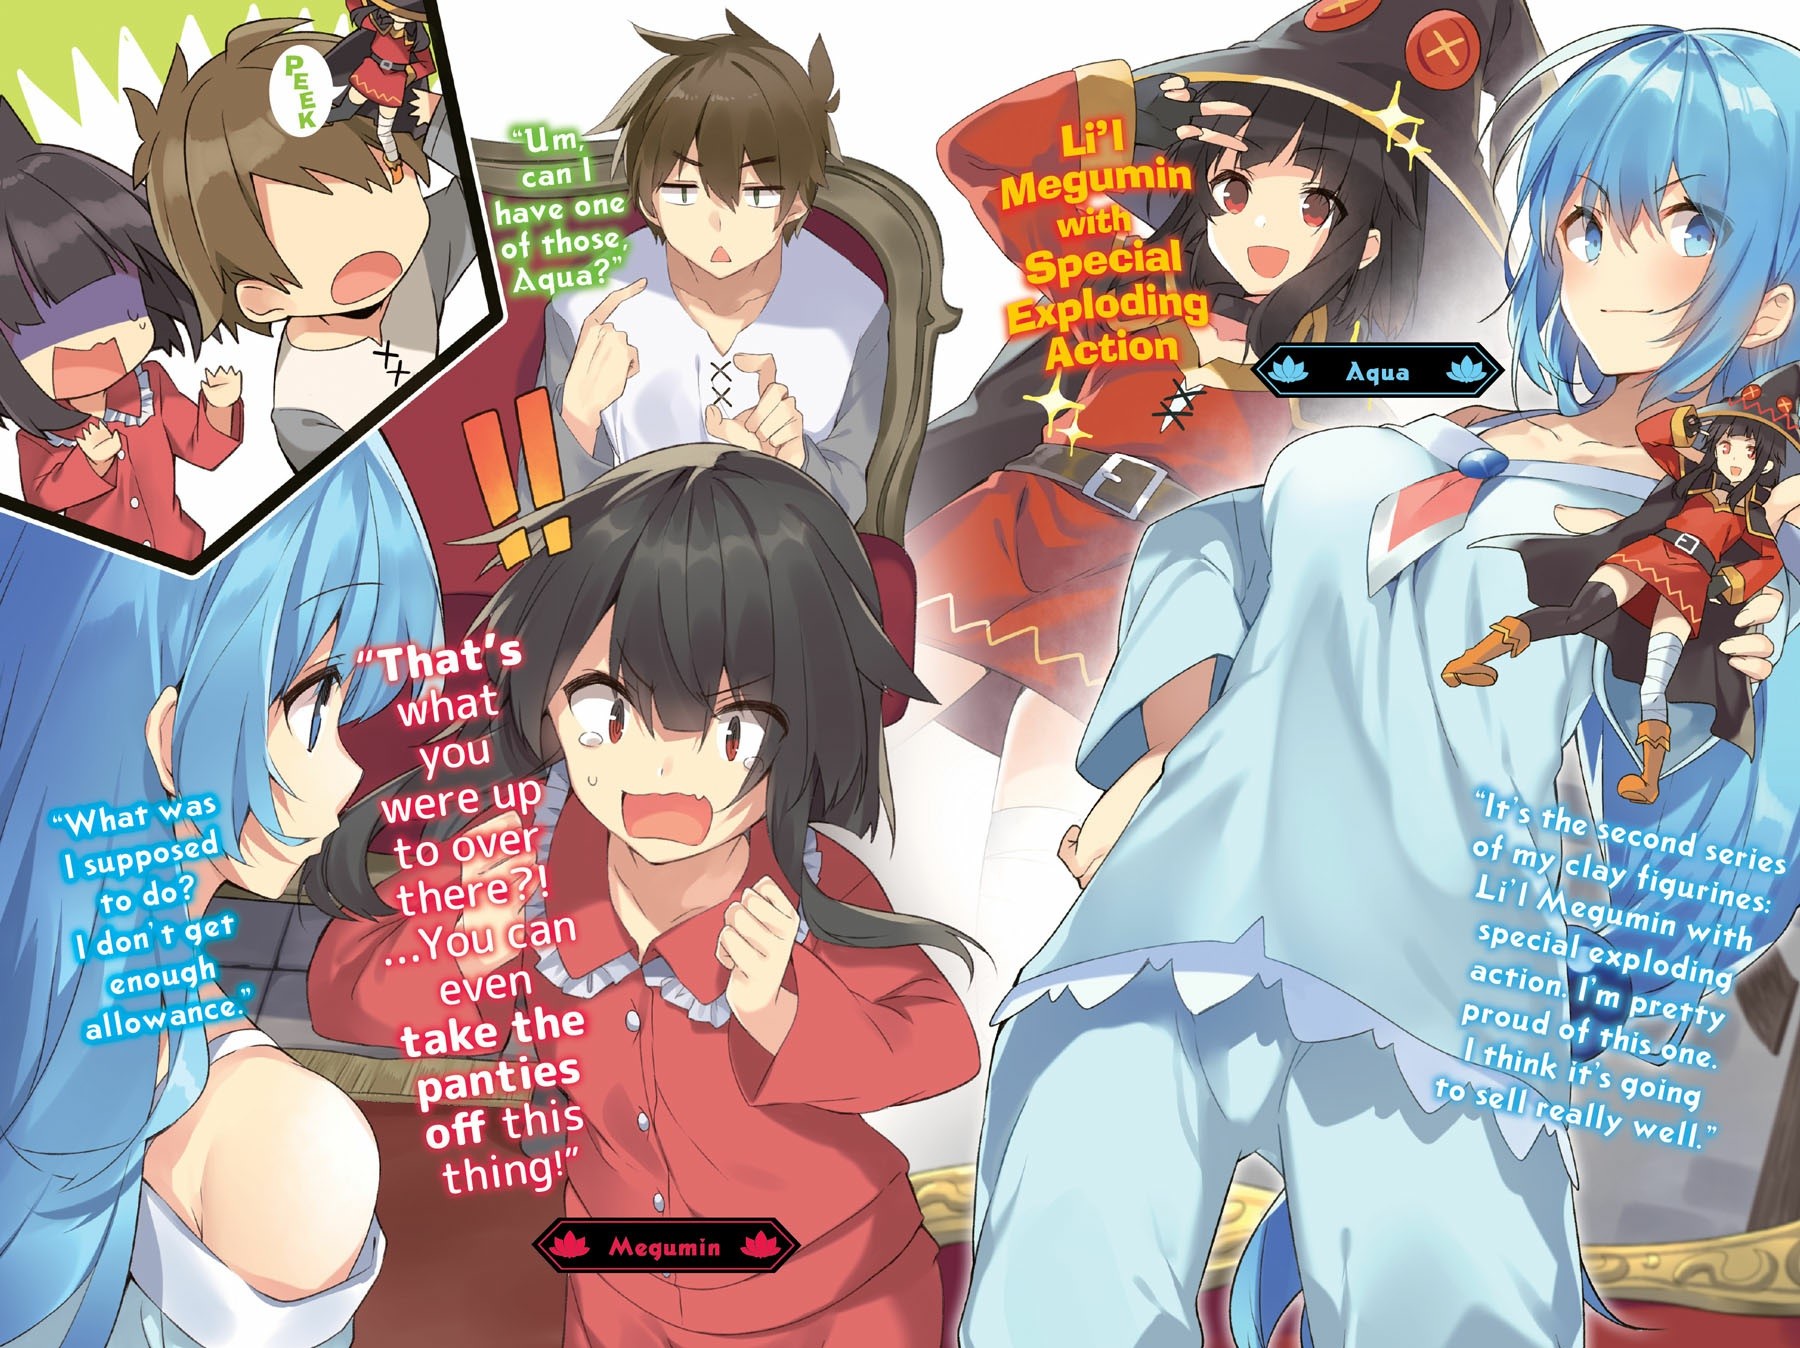 PEEK
"Um,
can I
have one
of those,
Aqua?"
Li'l
Megumin
with
Special
Exploding
Action
Aqua
"It's the second series
of my clay figurines:
Li'l Megumin with
special exploding
action. I'm pretty
proud of this one.
I think it's going
to sell really well."
"That's
what
you
were up
to over
there?!
...You can
even
take the
panties
off this
thing!"
Megumin
"What was
I supposed
to do?
I don't get
enough
allowance."